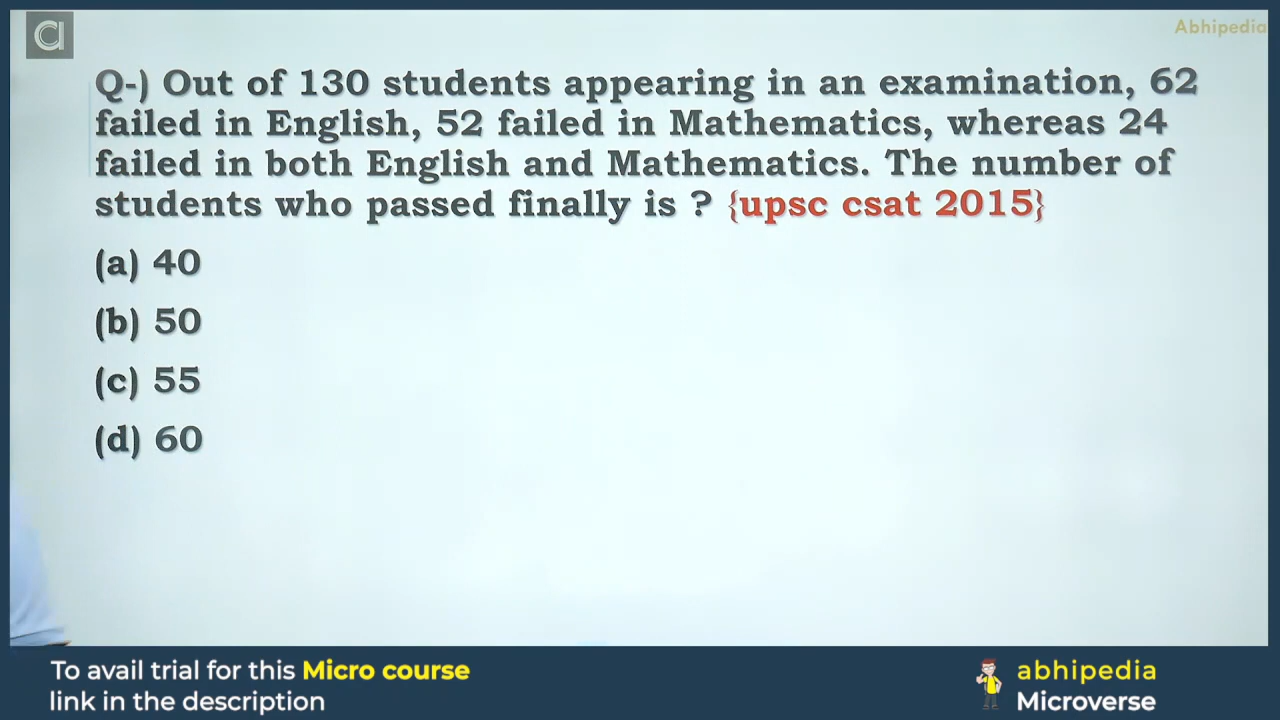 Abhipedia
Q-) Out of 130 students appearing in an examination, 62
failed in English, 52 failed in Mathematics, whereas 24
failed in both English and Mathematics. The number of
students who passed finally is ? {upsc csat 2015}
(a) 40
(b) 50
(c) 55
(d) 60
To avail trial for this Micro course
link in the description
abhipedia
Microverse